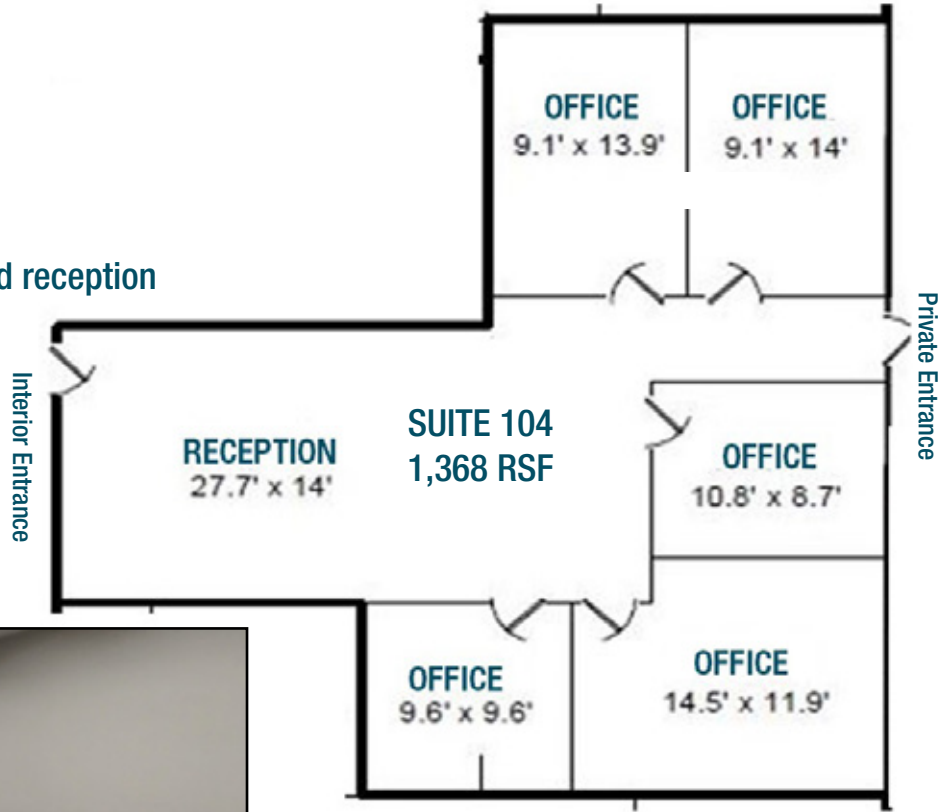 OFFICE
9.1' x 13.9'
OFFICE
9.1' x 14'
d reception
Interior Entrance
Private Entrance
RECEPTION
27.7' x 14'
SUITE 104
1,368 RSF
OFFICE
10.8' x 8.7'
OFFICE
9.6' x 9.6'
OFFICE
14.5' x 11.9'